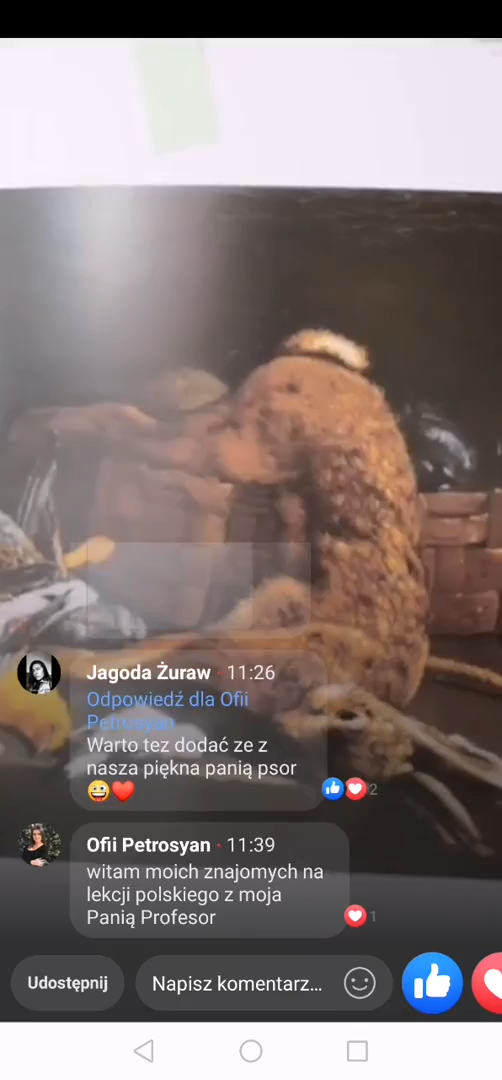 Jagoda Żuraw · 11:26
Odpowiedź dla Ofii
Petrosyan
Warto tez dodać ze z
nasza piękna panią psor
😀❤️
2
Ofii Petrosyan · 11:39
witam moich znajomych na
lekcji polskiego z moja
Panią Profesor
1
Udostępnij
Napisz komentarz...